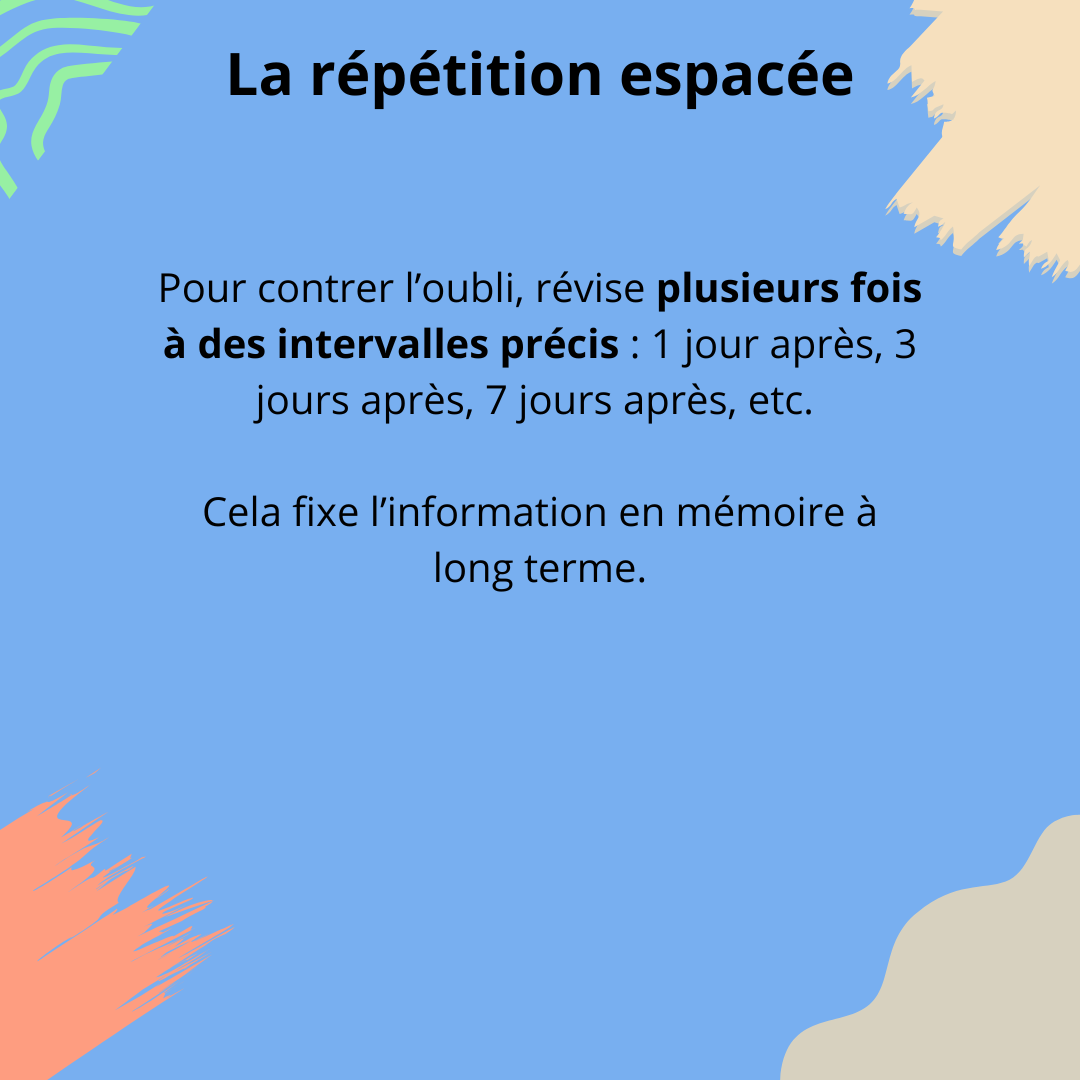 La répétition espacée
Pour contrer l’oubli, révise plusieurs fois
à des intervalles précis : 1 jour après, 3
jours après, 7 jours après, etc.
Cela fixe l’information en mémoire à
long terme.